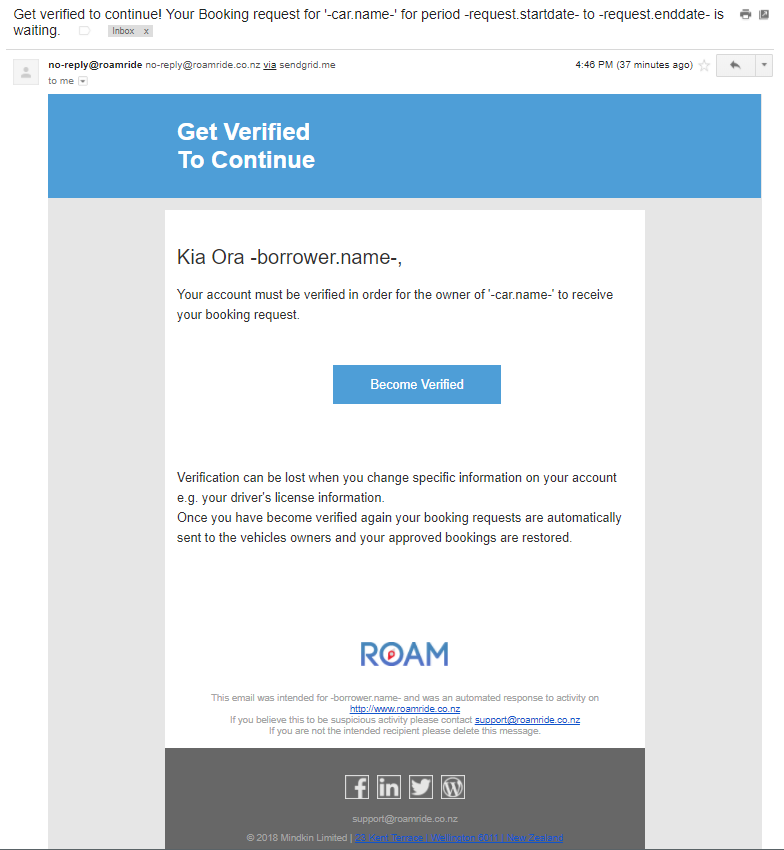 Get verified to continue! Your Booking request for '-car.name-' for period -request.startdate- to -request.enddate- is
waiting. Inbox x
no-reply@roamride no-reply@roamride.co.nz via sendgrid.me 4:46 PM (37 minutes ago)
to me
Get Verified
To Continue
Kia Ora -borrower.name-,
Your account must be verified in order for the owner of '-car.name-' to receive
your booking request.
Become Verified
Verification can be lost when you change specific information on your account
e.g. your driver's license information.
Once you have become verified again your booking requests are automatically
sent to the vehicles owners and your approved bookings are restored.
ROAM
This email was intended for -borrower.name- and was an automated response to activity on
http://www.roamride.co.nz
If you believe this to be suspicious activity please contact support@roamride.co.nz
If you are not the intended recipient please delete this message.
support@roamride.co.nz
© 2018 Mindkin Limited | 23 Kent Terrace | Wellington 6011 | New Zealand